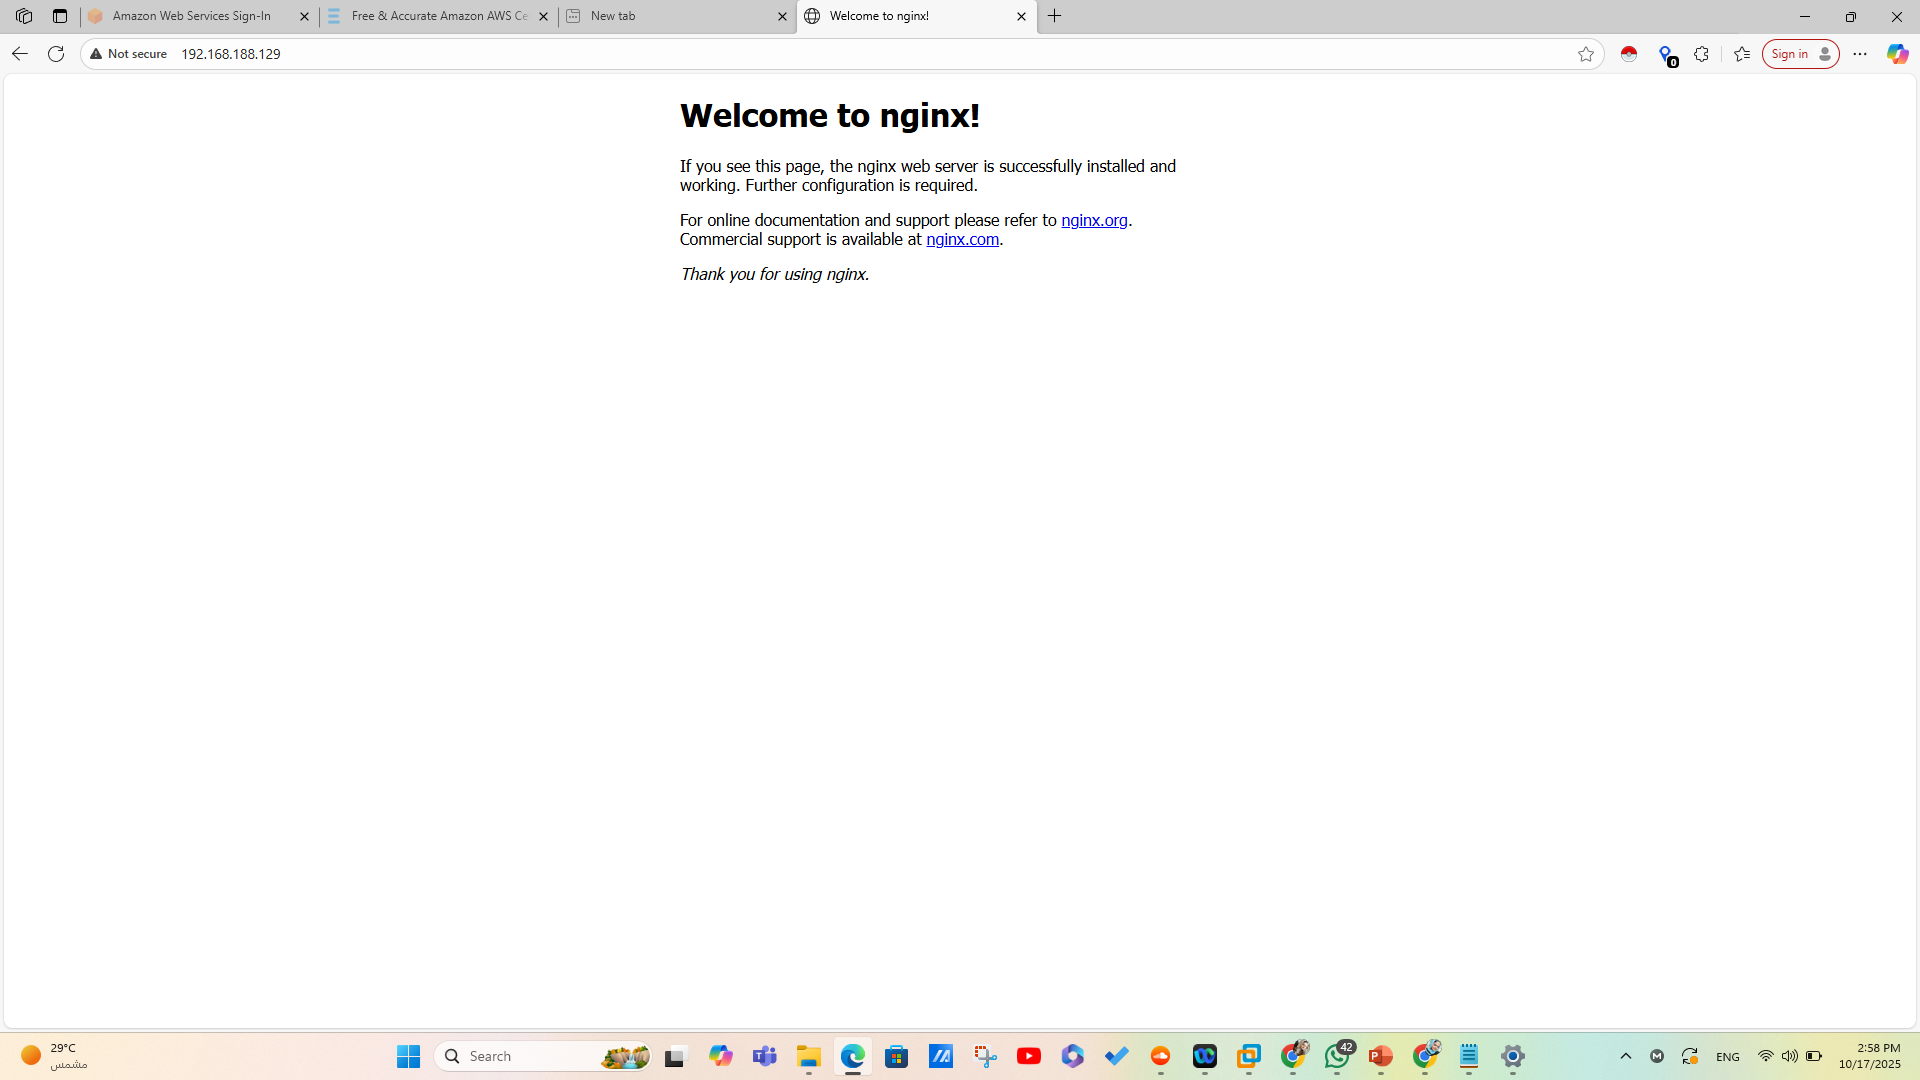 Amazon Web Services Sign-In
Free & Accurate Amazon AWS Ce
New tab
Welcome to nginx!
Not secure
192.168.188.129
0
Sign in
Welcome to nginx!
If you see this page, the nginx web server is successfully installed and
working. Further configuration is required.
For online documentation and support please refer to nginx.org.
Commercial support is available at nginx.com.
Thank you for using nginx.
29°C
مشمس
Search
42
M
ENG
2:58 PM
10/17/2025